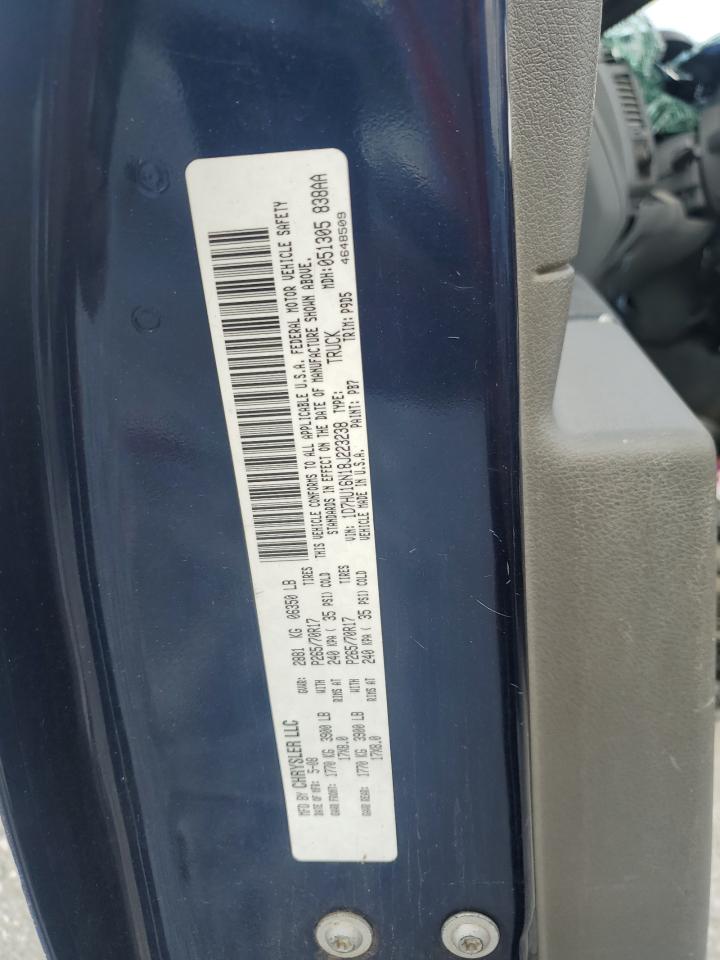 MFD BY CHRYSLER LLC
DATE OF MFR: 5-08 GVWR: 2881 KG 06350 LB
GAWR FRONT: 1770 KG 3900 LB WITH P265/70R17 TIRES
17X8.0 RIMS AT 240 KPA ( 35 PSI) COLD
GAWR REAR: 1770 KG 3900 LB WITH P265/70R17 TIRES
17X8.0 RIMS AT 240 KPA ( 35 PSI) COLD
THIS VEHICLE CONFORMS TO ALL APPLICABLE U.S.A. FEDERAL MOTOR VEHICLE SAFETY
STANDARDS IN EFFECT ON THE DATE OF MANUFACTURE SHOWN ABOVE.
VIN: 1D7HU16N18J223238 TYPE: TRUCK MDH: 051305 838AA
VEHICLE MADE IN U.S.A. PAINT: PB7 TRIM: P9D5 4648509